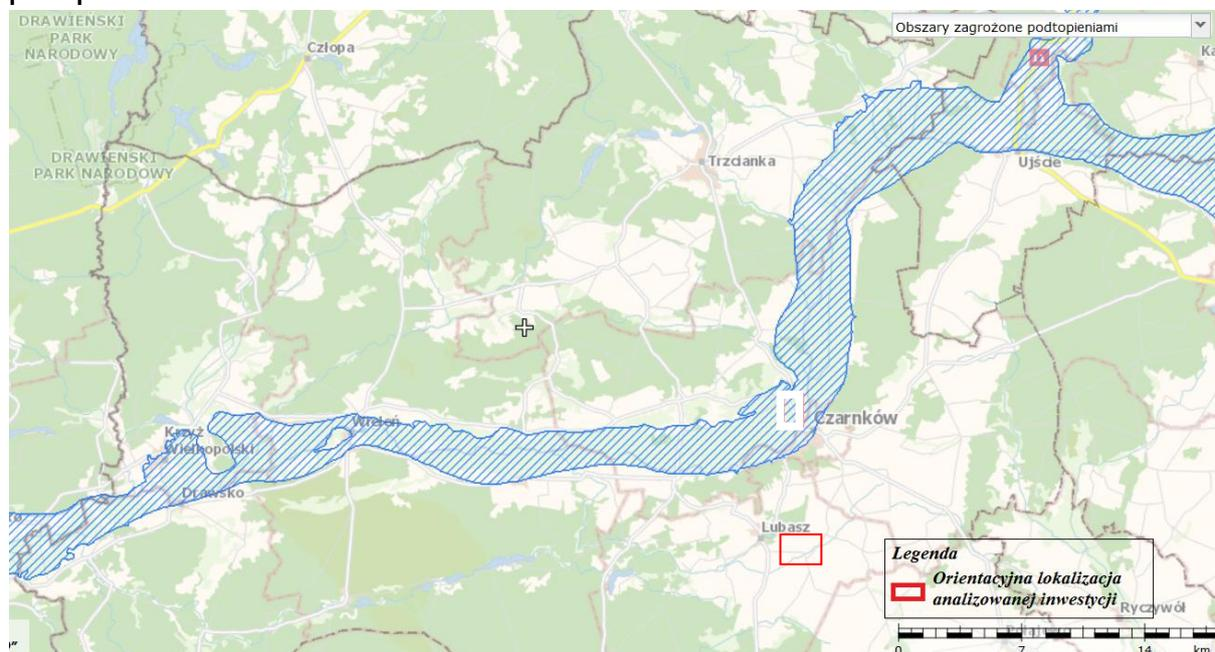 DRAWIEŃSKI
PARK
NARODOWY
Człopa
Obszary zagrożone podtopieniami
Ka
DRAWIEŃSKI
PARK NARODOWY
Trzcianka
Ujście
Wieleń
Czarnków
Krzyż
Wielkopolski
Drawsko
Lubasz
Legenda
Orientacyjna lokalizacja
analizowanej inwestycji
Ryczywół
0 7 14 km